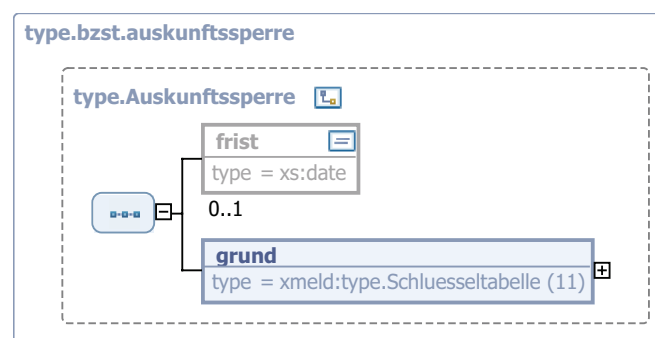 type.bzst.auskunftssperre
type.Auskunftssperre
frist
type = xs:date
0..1
grund
type = xmeld:type.Schluesseltabelle (11)